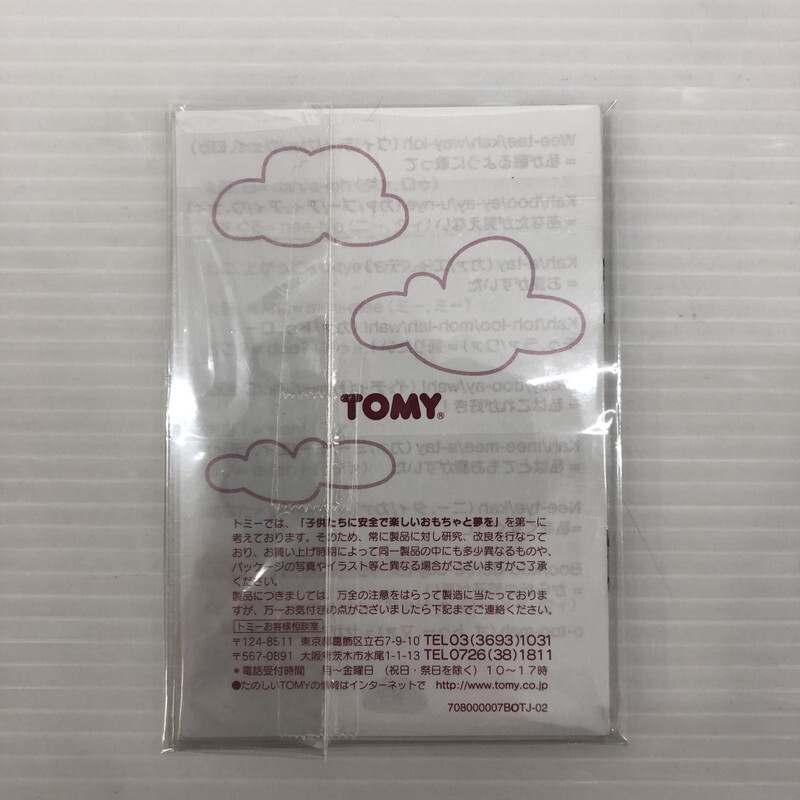 TOMY®
トミーでは、「子供たちに安全で楽しいおもちゃと夢を」を第一に
考えております。そのため、常に製品に対し研究、改良を行なって
おり、お買い上げ時期によって同一製品の中にも多少異なるものや、
パッケージの写真やイラスト等と異なる場合がございますがご了承
ください。
製品につきましては、万全の注意をはらって製造に当たっておりま
すが、万一お気付きの点がございましたら下記までご連絡ください。
トミーお客様相談室
〒124-8511 東京都葛飾区立石7-9-10 TEL03(3693)1031
〒567-0891 大阪府茨木市水尾1-1-13 TEL0726(38)1811
*電話受付時間 月〜金曜日 (祝日・祭日を除く) 10〜17時
●たのしいTOMYの情報はインターネットで http://www.tomy.co.jp
708000007BOTJ-02